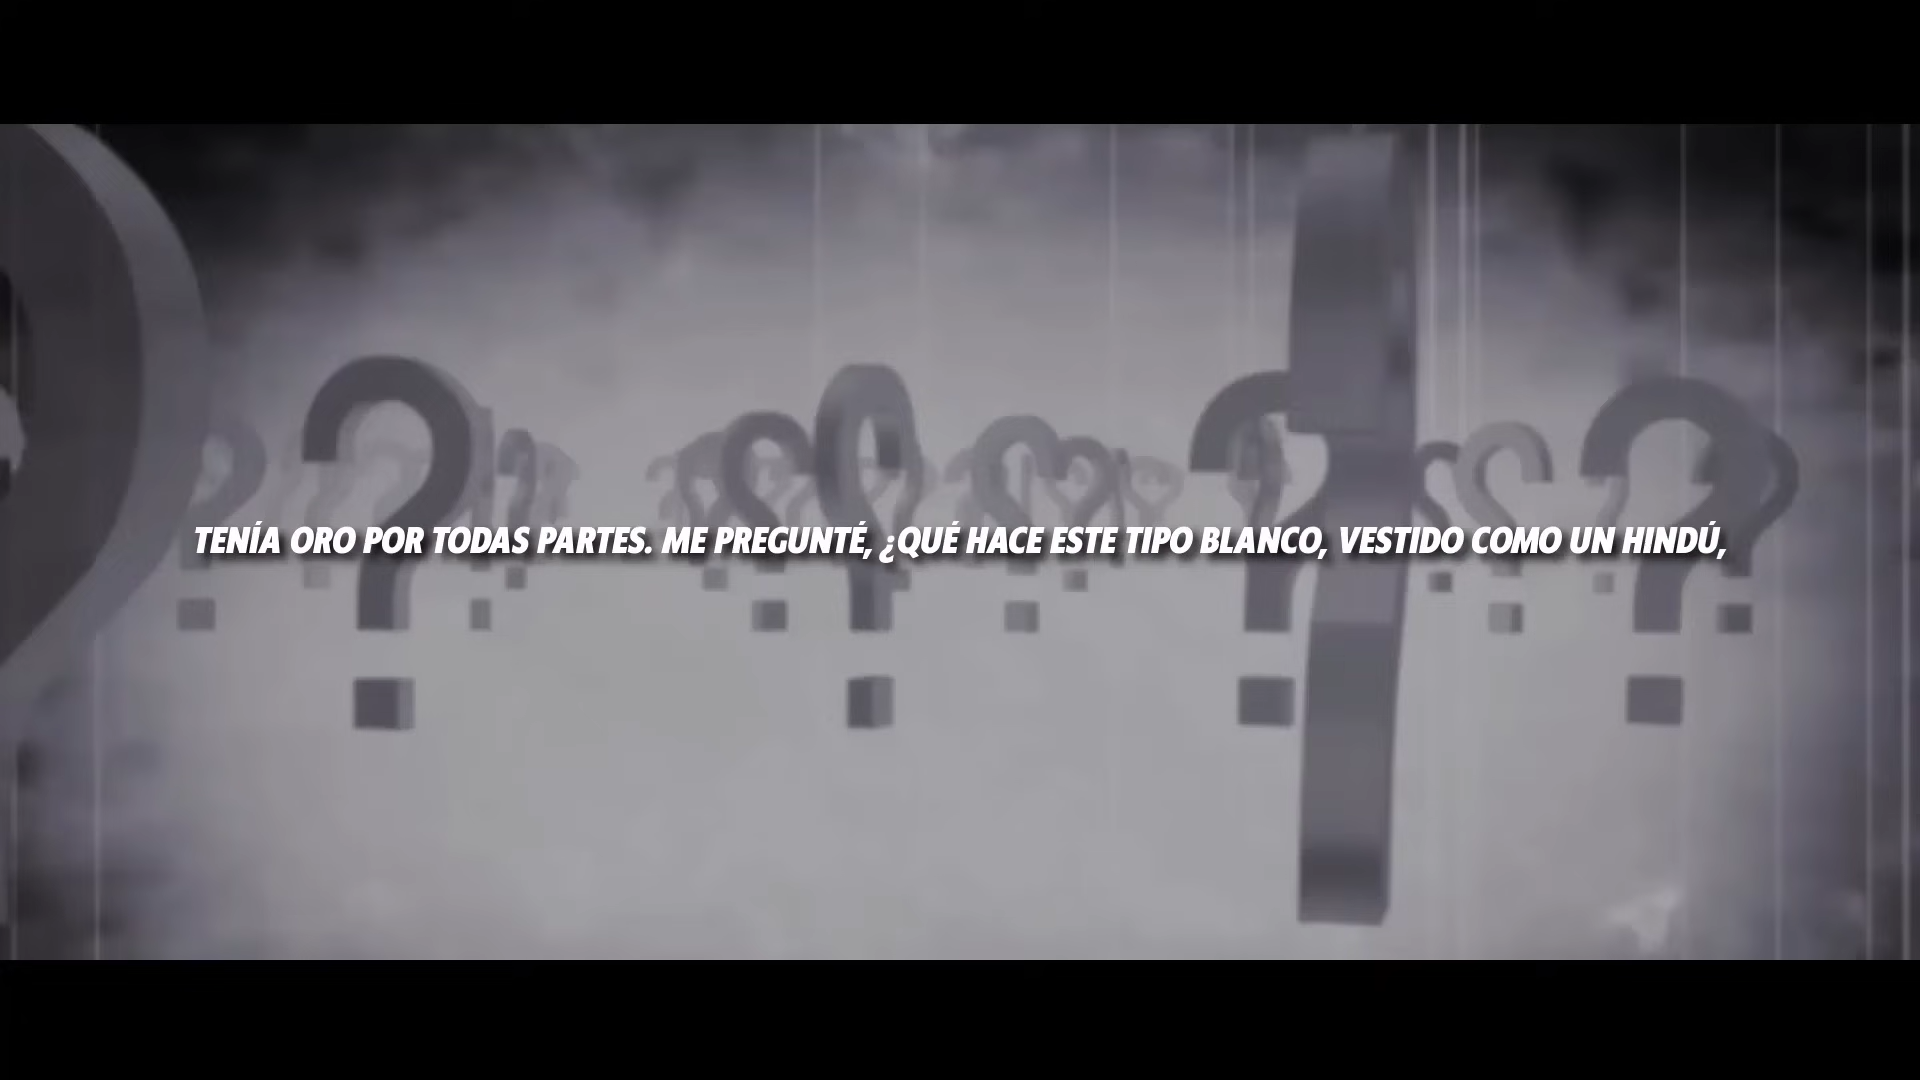 TENÍA ORO POR TODAS PARTES. ME PREGUNTÉ, ¿QUÉ HACE ESTE TIPO BLANCO, VESTIDO COMO UN HINDÚ,